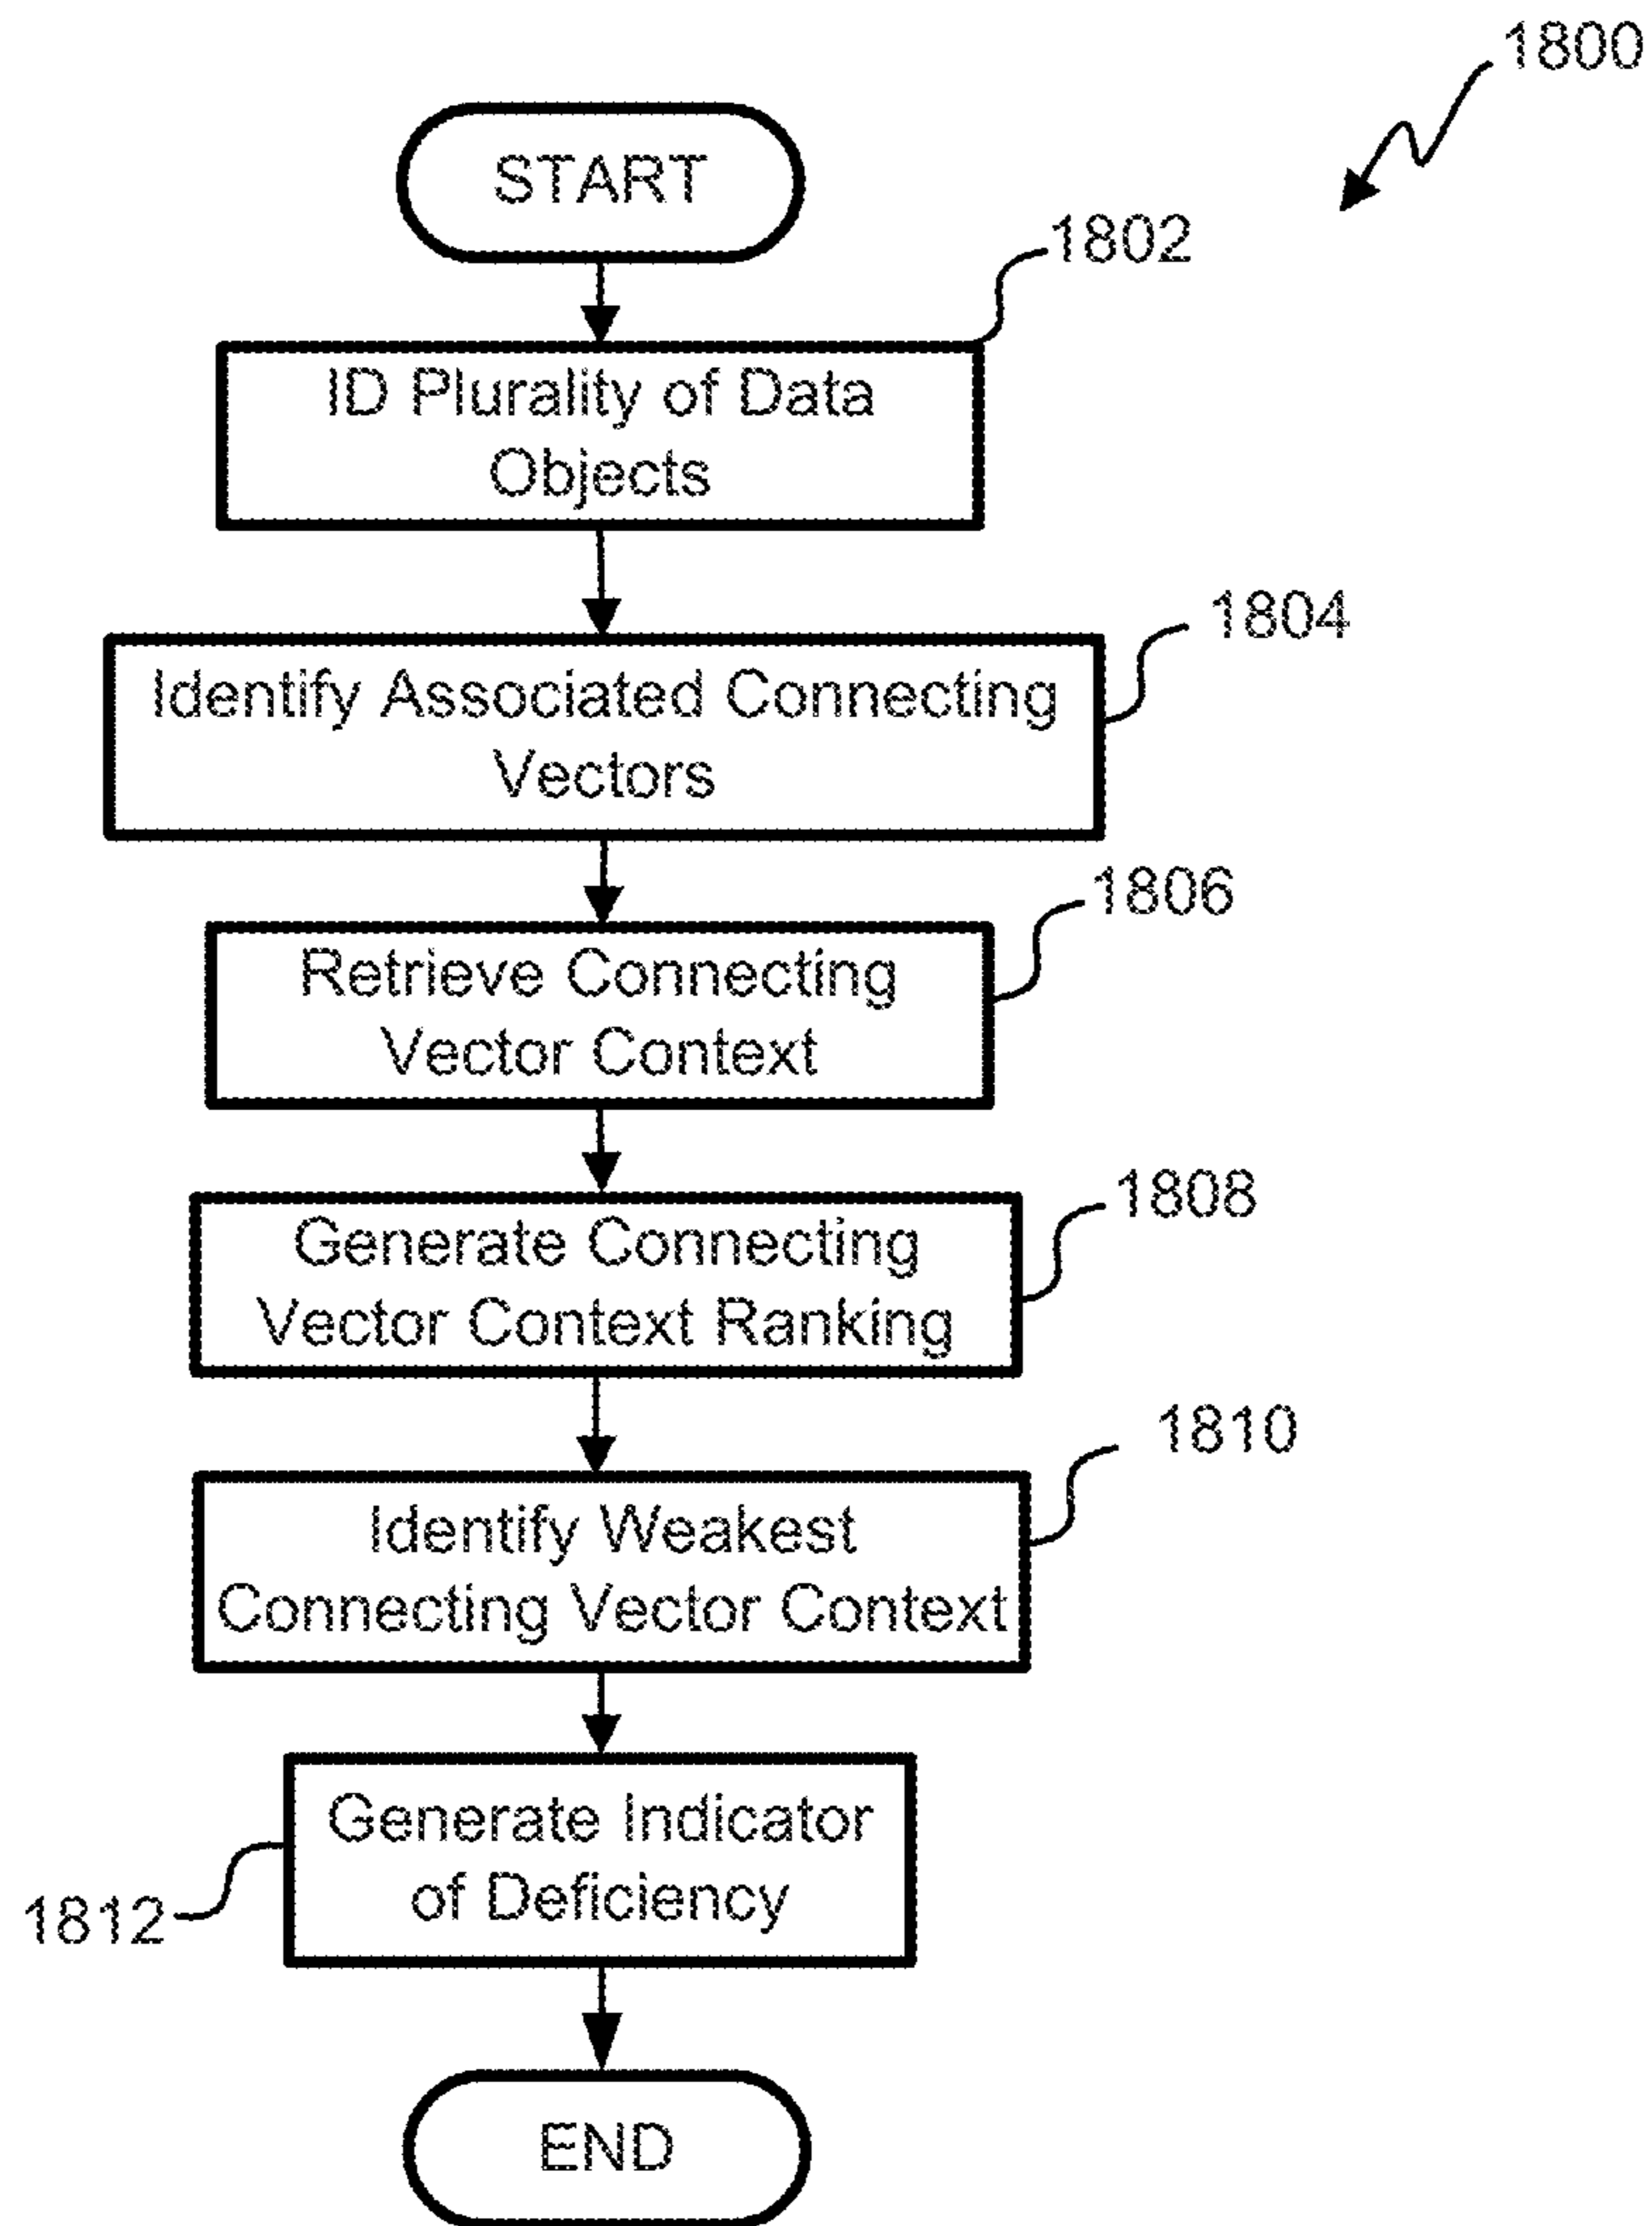 1800
START
1802
ID Plurality of Data
Objects
1804
Identify Associated Connecting
Vectors
1806
Retrieve Connecting
Vector Context
1808
Generate Connecting
Vector Context Ranking
1810
Identify Weakest
Connecting Vector Context
Generate Indicator
of Deficiency
1812
END